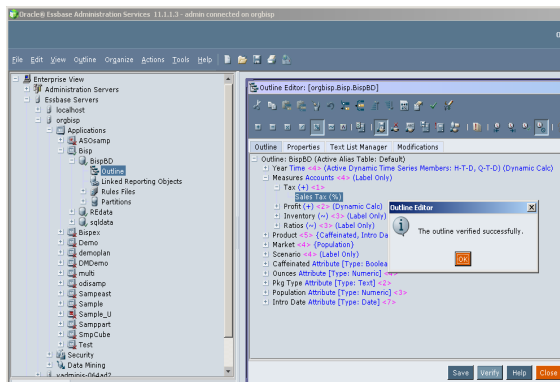 Oracle® Essbase Administration Services 11.1.1.3 - admin connected on orgbisp
File Edit View Outline Organize Actions Tools Help
Enterprise View
Administration Servers
Essbase Servers
localhost
orgbisp
Applications
ASOsamp
Bisp
BispBD
Outline
Linked Reporting Objects
Rules Files
Partitions
REdata
sqldata
Bispex
Demo
demoplan
DMDemo
multi
odisamp
Sampeast
Sample
Sample_U
Samppart
SmpCube
Test
Security
Data Mining
Outline Editor: [orgbisp.Bisp.BispBD]
Outline Properties Text List Manager Modifications
Outline: BispBD (Active Alias Table: Default)
Year Time <4> (Active Dynamic Time Series Members: H-T-D, Q-T-D) (Dynamic Calc)
Measures Accounts <4> (Label Only)
Tax (+) <1>
Sales Tax (%)
Profit (+) <2> (Dynamic Calc)
Inventory (~) <3> (Label Only)
Ratios (~) <3> (Label Only)
Product <5> {Caffeinated, Intro Da
Market <4> {Population}
Scenario <4> (Label Only)
Caffeinated Attribute [Type: Boolea
Ounces Attribute [Type: Numeric] <4>
Pkg Type Attribute [Type: Text] <2>
Population Attribute [Type: Numeric] <3>
Intro Date Attribute [Type: Date] <7>
Outline Editor
The outline verified successfully.
OK
Save Verify Help Close